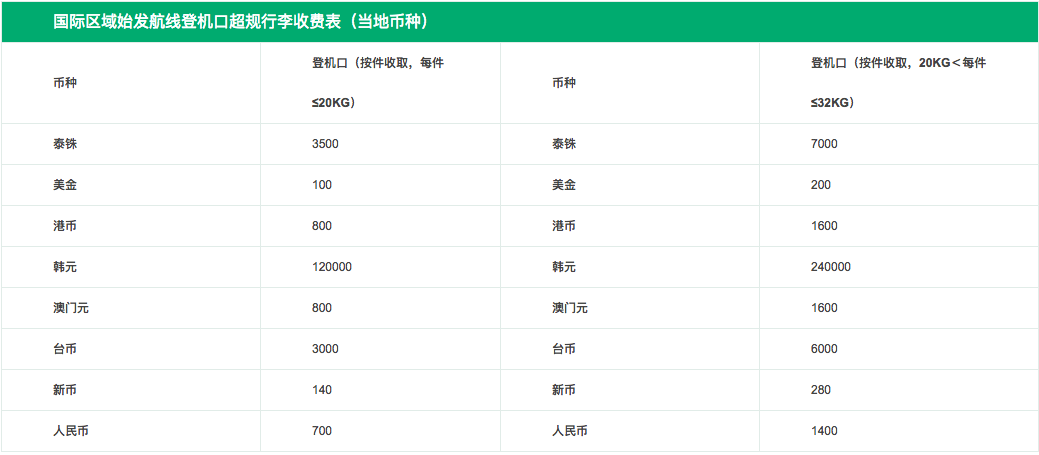 国际区域始发航线登机口超规行李收费表（当地币种）
币种 登机口（按件收取，每件 币种 登机口（按件收取，20KG＜每件
≤20KG） ≤32KG）
泰铢 3500 泰铢 7000
美金 100 美金 200
港币 800 港币 1600
韩元 120000 韩元 240000
澳门元 800 澳门元 1600
台币 3000 台币 6000
新币 140 新币 280
人民币 700 人民币 1400